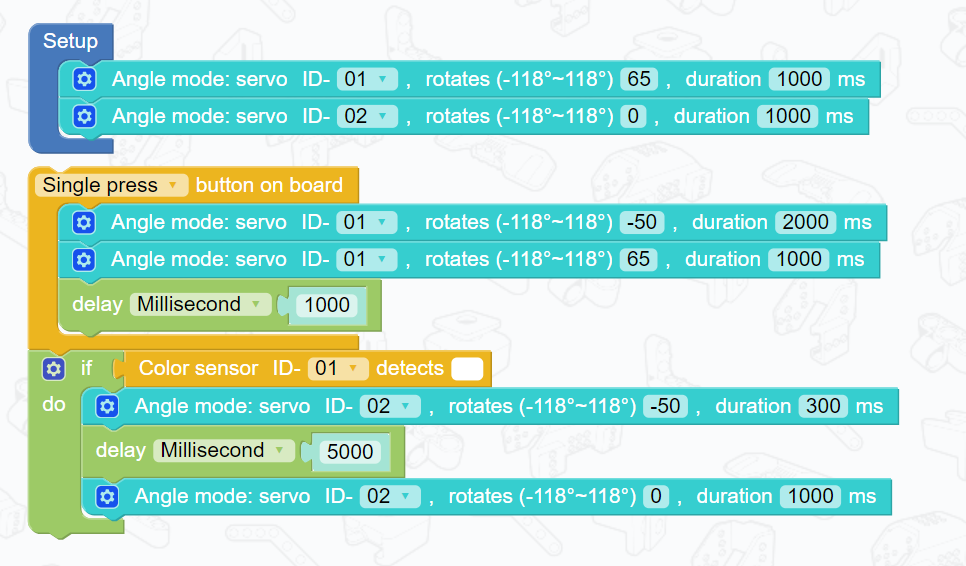 Setup
Angle mode: servo ID- 01 , rotates (-118°~118°) 65 , duration 1000 ms
Angle mode: servo ID- 02 , rotates (-118°~118°) 0 , duration 1000 ms
Single press button on board
Angle mode: servo ID- 01 , rotates (-118°~118°) -50 , duration 2000 ms
Angle mode: servo ID- 01 , rotates (-118°~118°) 65 , duration 1000 ms
delay Millisecond 1000
if Color sensor ID- 01 detects
do Angle mode: servo ID- 02 , rotates (-118°~118°) -50 , duration 300 ms
delay Millisecond 5000
Angle mode: servo ID- 02 , rotates (-118°~118°) 0 , duration 1000 ms